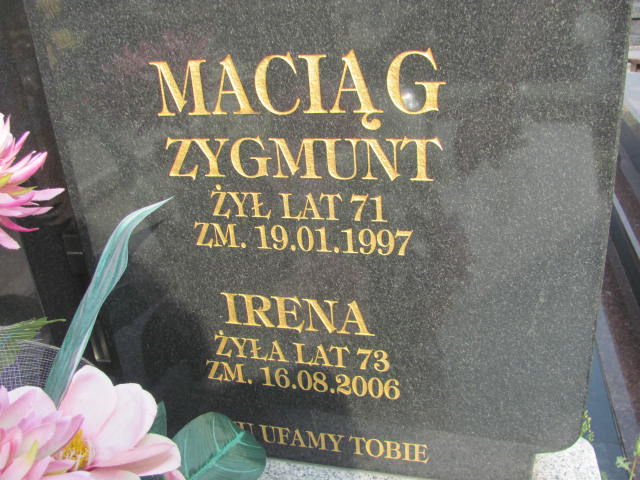 MACIĄG
ZYGMUNT
ŻYŁ LAT 71
ZM. 19.01.1997
IRENA
ŻYŁA LAT 73
ZM. 16.08.2006
UFAMY TOBIE